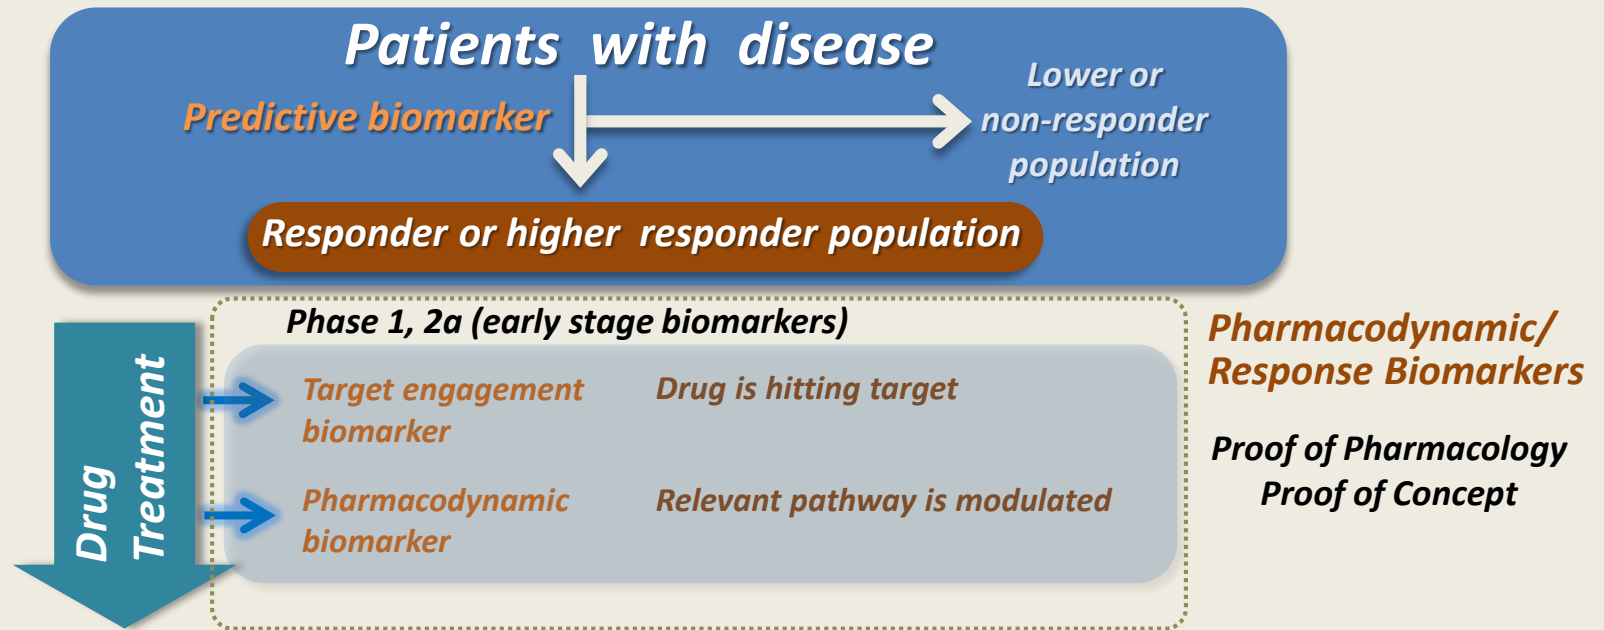 Patients with disease
Predictive biomarker
Lower or
non-responder
population
Responder or higher responder population
Phase 1, 2a (early stage biomarkers)
Drug
Treatment
Target engagement
biomarker
Drug is hitting target
Pharmacodynamic
biomarker
Relevant pathway is modulated
Pharmacodynamic/
Response Biomarkers
Proof of Pharmacology
Proof of Concept